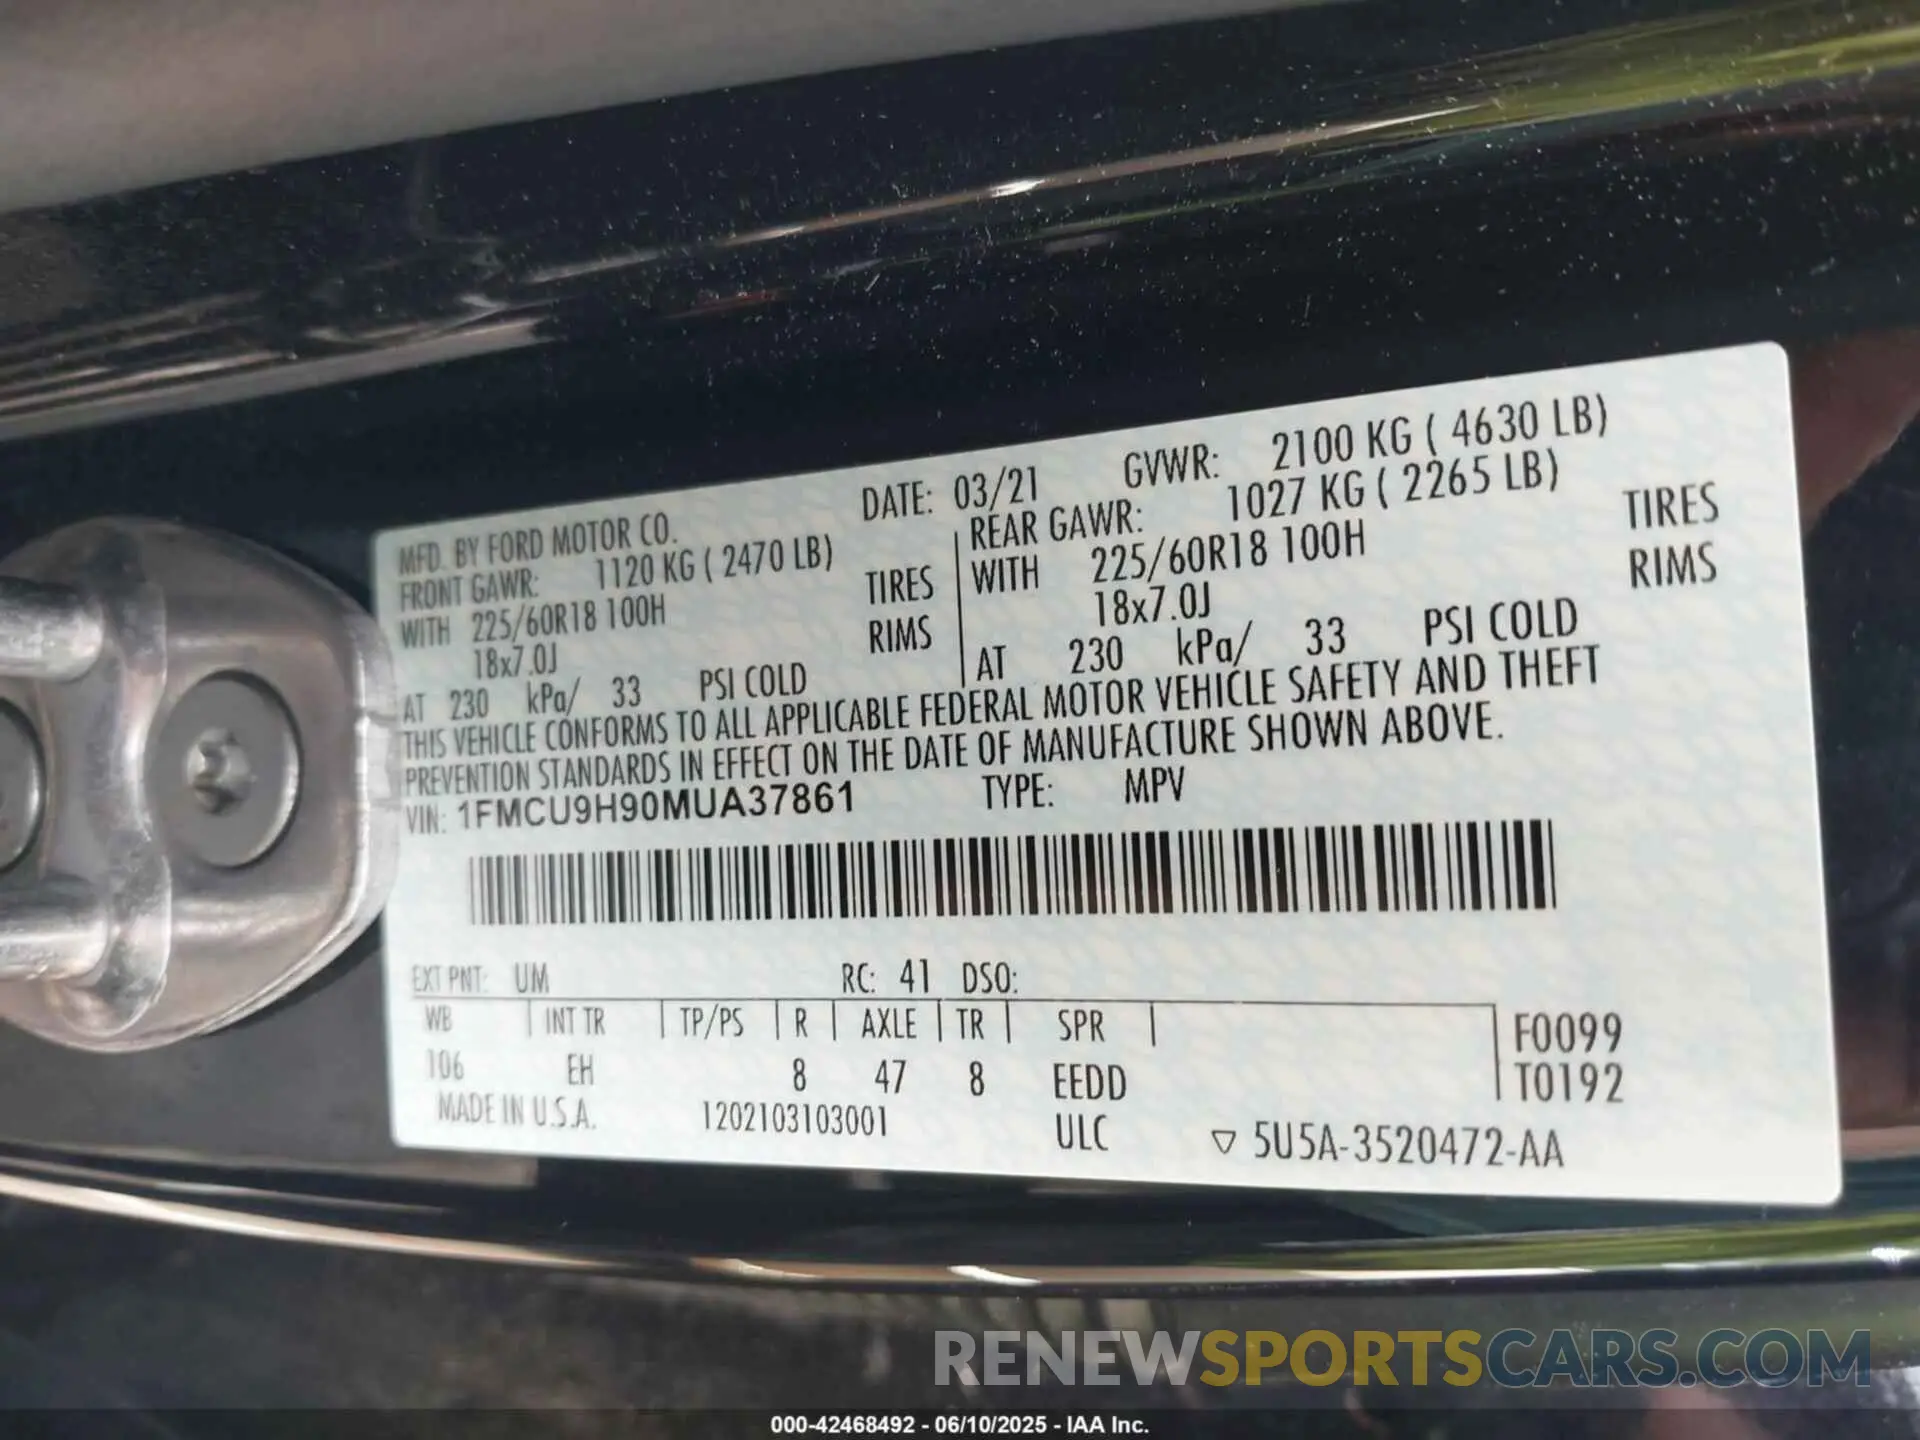 MFD. BY FORD MOTOR CO. DATE: 03/21 GVWR: 2100 KG ( 4630 LB)
FRONT GAWR: 1120 KG ( 2470 LB) REAR GAWR: 1027 KG ( 2265 LB)
WITH 225/60R18 100H TIRES WITH 225/60R18 100H TIRES
18x7.0J RIMS 18x7.0J RIMS
AT 230 kPa/ 33 PSI COLD AT 230 kPa/ 33 PSI COLD
THIS VEHICLE CONFORMS TO ALL APPLICABLE FEDERAL MOTOR VEHICLE SAFETY AND THEFT
PREVENTION STANDARDS IN EFFECT ON THE DATE OF MANUFACTURE SHOWN ABOVE.
VIN: 1FMCU9H90MUA37861 TYPE: MPV
EXT PNT: UM RC: 41 DSO:
WB INT TR TP/PS R AXLE TR SPR F0099
106 EH 8 47 8 EEDD T0192
MADE IN U.S.A. 1202103103001 ULC ▽ 5U5A-3520472-AA
RENEWSPORTSCARS.COM
000-42468492 - 06/10/2025 - IAA Inc.